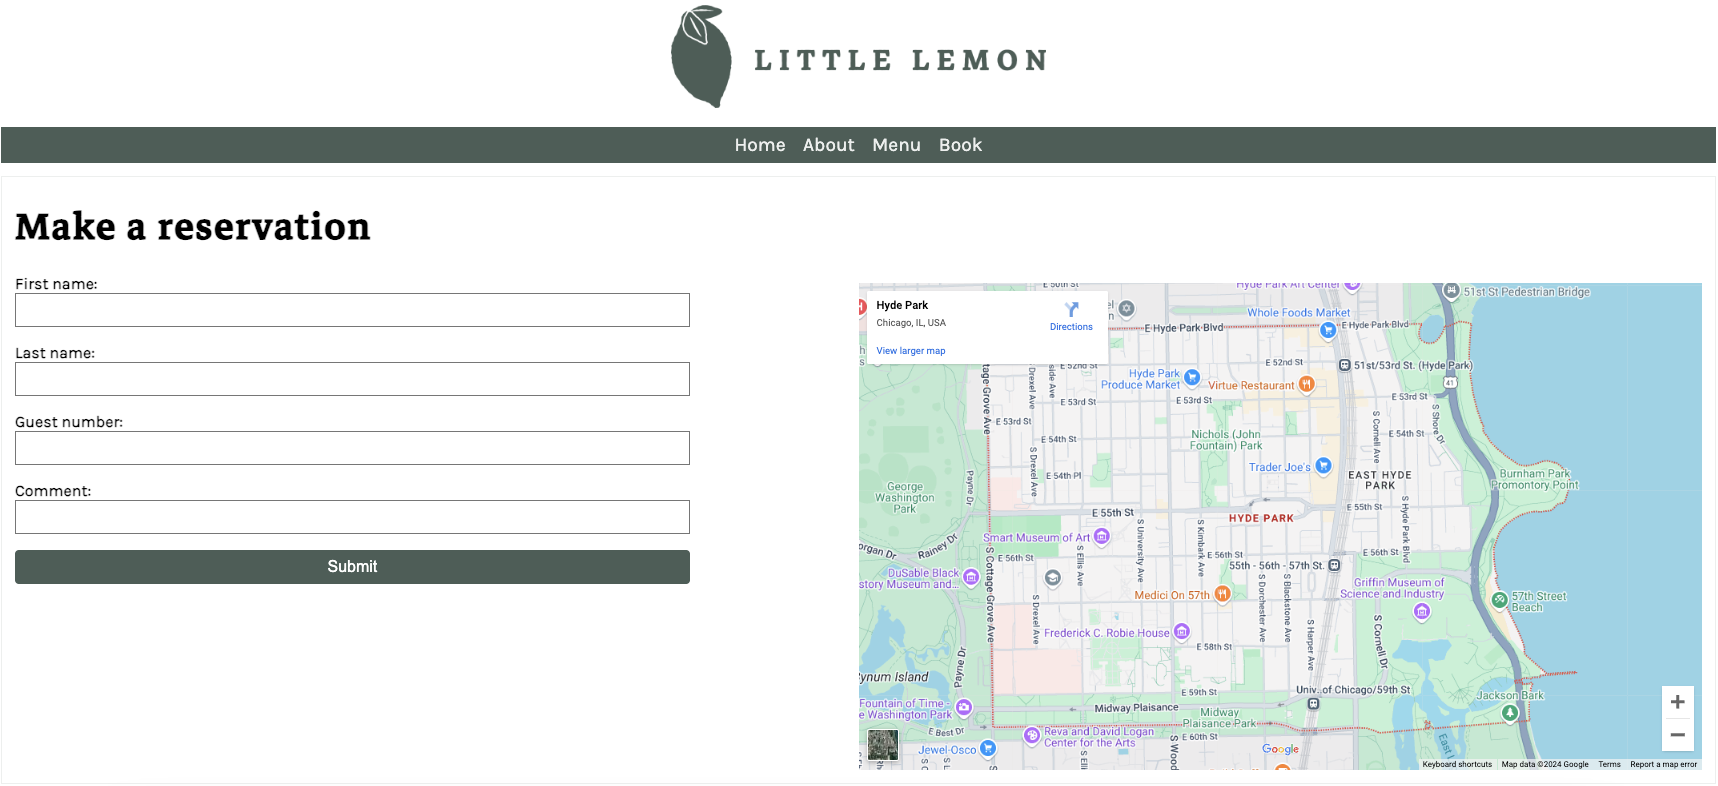 LITTLE LEMON
Home About Menu Book
Make a reservation
First name:
Last name:
Guest number:
Comment:
Submit
Hyde Park
Chicago, IL, USA
Directions
View larger map
E 50th St
Hyde Park Art Center
51st St Pedestrian Bridge
Whole Foods Market
E Hyde Park Blvd
E Hyde Park Blvd
E 52nd St
E 52nd St
51st/53rd St. (Hyde Park)
Hyde Park
Produce Market
Virtue Restaurant
41
E 53rd St
E 53rd St
E 53rd St
Nichols (John
Fountain) Park
E 54th St
E 54th St
E 54th Pl
Trader Joe's
EAST HYDE
PARK
Burnham Park
Promontory Point
George
Washington
Park
E 55th St
E 55th St
HYDE PARK
Smart Museum of Art
E 56th St
E 56th St
55th - 56th - 57th St.
DuSable Black
Museum and...
Griffin Museum of
Science and Industry
Medici On 57th
57th Street
Beach
Frederick C. Robie House
E 58th St
E 59th St
Univ. of Chicago/59th St
Midway Plaisance
Midway
Plaisance Park
Jackson Bark
Fountain of Time -
Washington Park
E Best Dr
Reva and David Logan
Center for the Arts
E 60th St
Jewel-Osco
Payne Dr
Payne Dr
Rainey Dr
S Cottage Grove Ave
S Drexel Ave
S Drexel Ave
S Ellis Ave
S University Ave
S Kimbark Ave
S Dorchester Ave
S Blackstone Ave
S Harper Ave
S Cornell Ave
S Cornell Dr
S Shore Dr
S Hyde Park Blvd
Google
Keyboard shortcuts Map data ©2024 Google Terms Report a map error